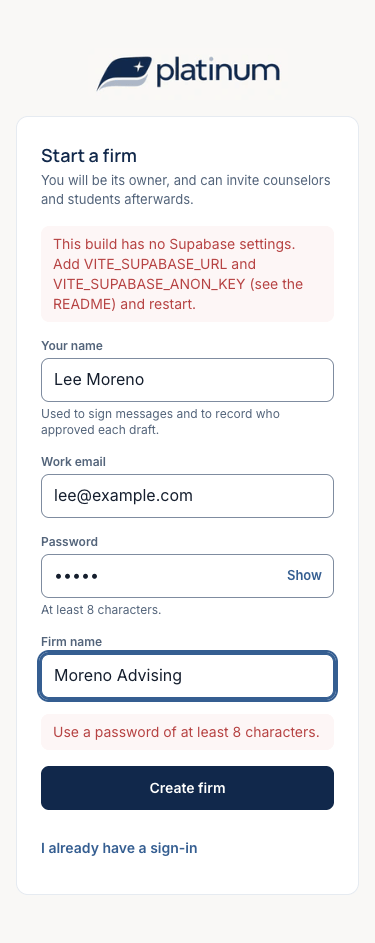 platinum
Start a firm
You will be its owner, and can invite counselors
and students afterwards.
This build has no Supabase settings.
Add VITE_SUPABASE_URL and
VITE_SUPABASE_ANON_KEY (see the
README) and restart.
Your name
Lee Moreno
Used to sign messages and to record who
approved each draft.
Work email
lee@example.com
Password
•••••
Show
At least 8 characters.
Firm name
Moreno Advising
Use a password of at least 8 characters.
Create firm
I already have a sign-in